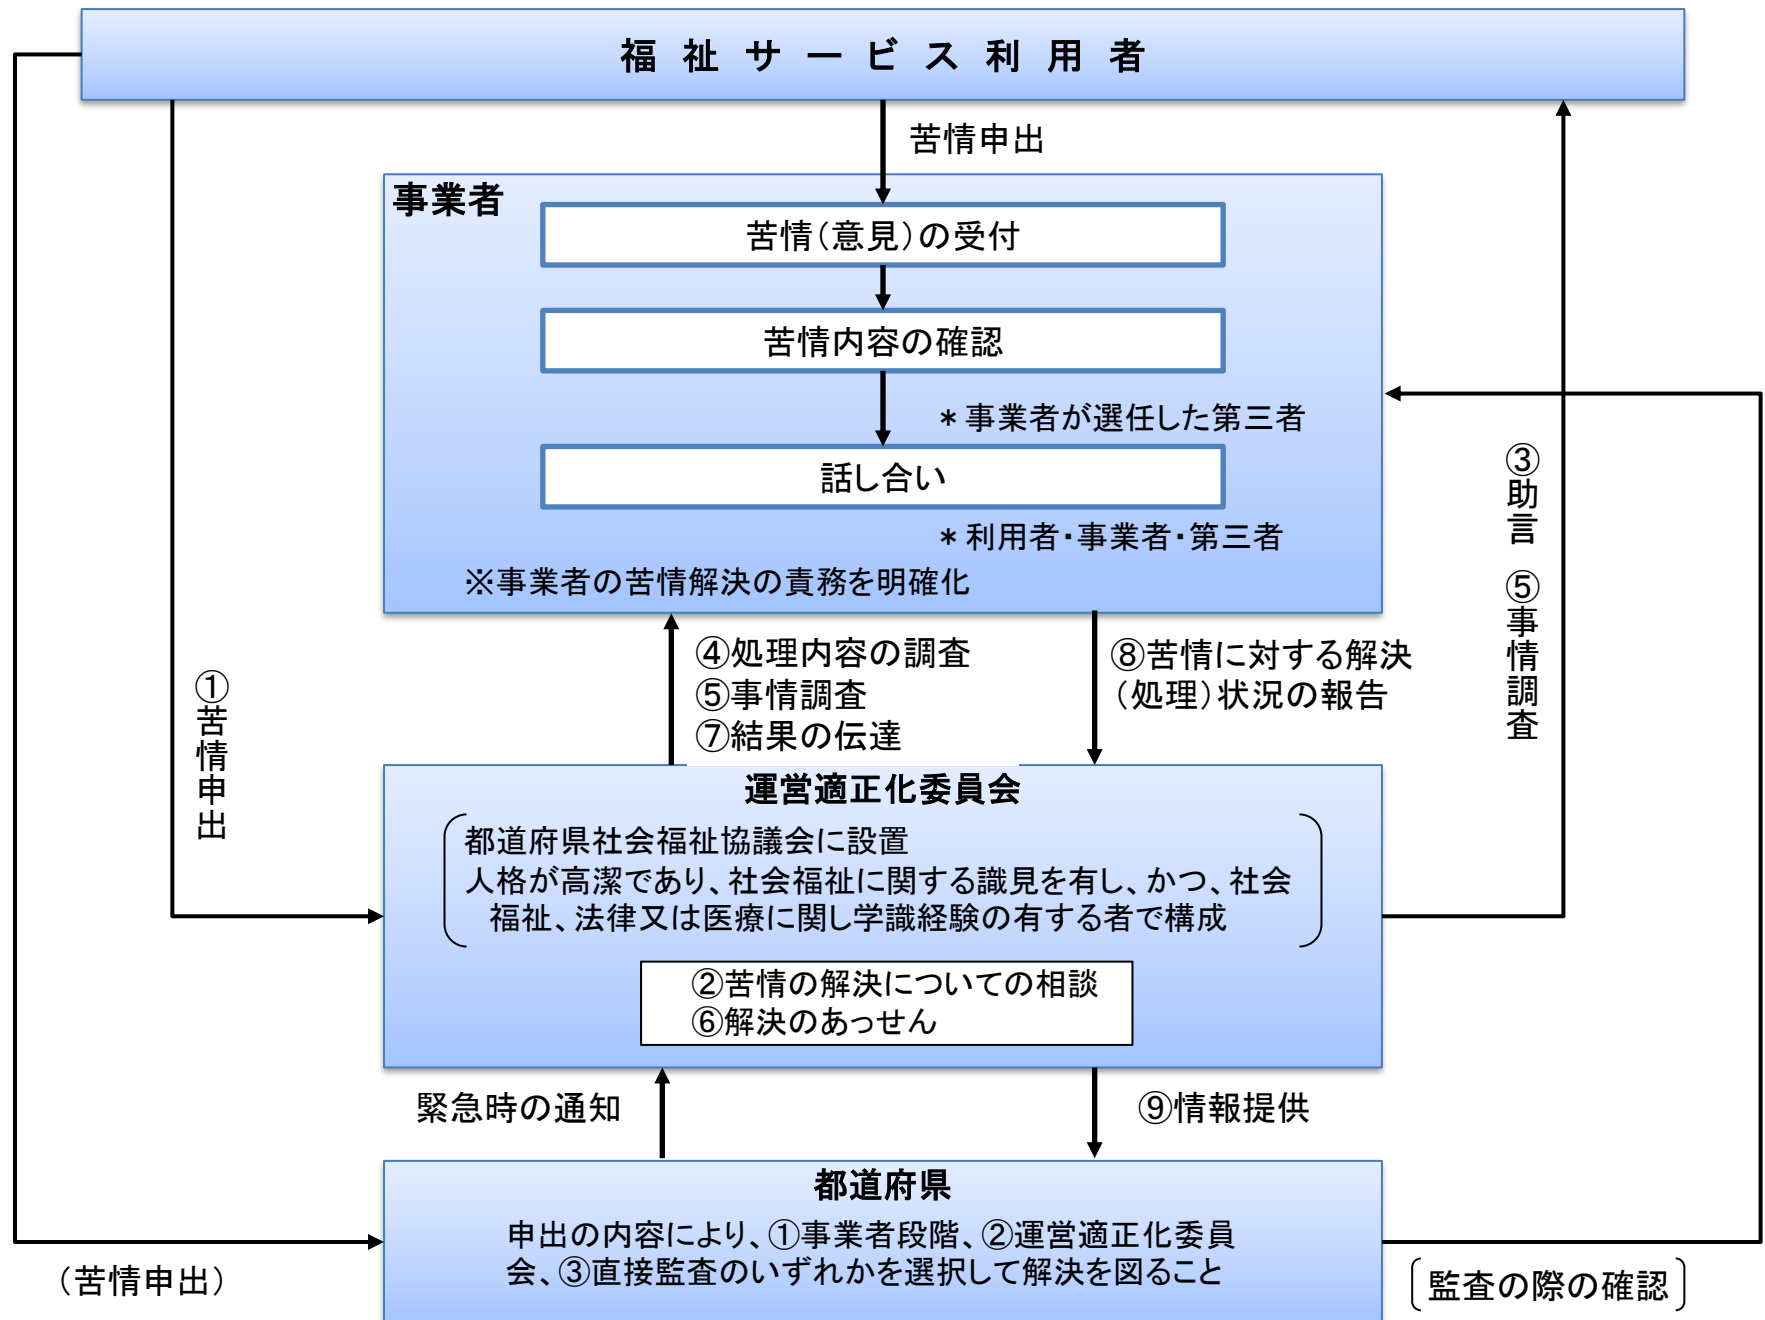 福祉サービス利用者
苦情申出
事業者
苦情（意見）の受付
苦情内容の確認
＊事業者が選任した第三者
話し合い
＊利用者・事業者・第三者
※事業者の苦情解決の責務を明確化
①苦情申出
④処理内容の調査
⑤事情調査
⑦結果の伝達
⑧苦情に対する解決
（処理）状況の報告
③助言 ⑤事情調査
運営適正化委員会
都道府県社会福祉協議会に設置
人格が高潔であり、社会福祉に関する識見を有し、かつ、社会
福祉、法律又は医療に関し学識経験の有する者で構成
②苦情の解決についての相談
⑥解決のあっせん
緊急時の通知
⑨情報提供
都道府県
申出の内容により、①事業者段階、②運営適正化委員
会、③直接監査のいずれかを選択して解決を図ること
（苦情申出）
〔監査の際の確認〕